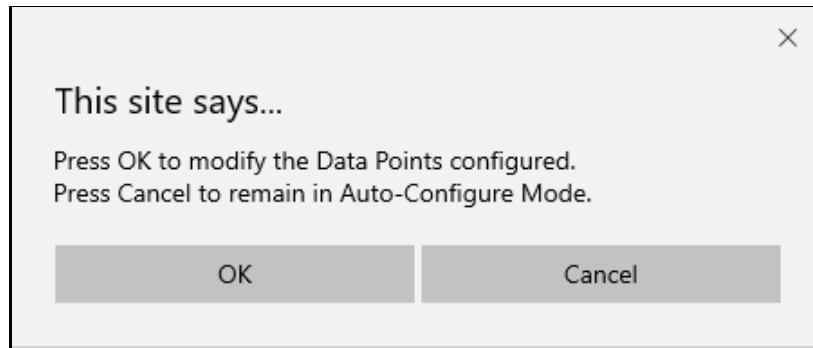 This site says...
Press OK to modify the Data Points configured.
Press Cancel to remain in Auto-Configure Mode.
OK
Cancel